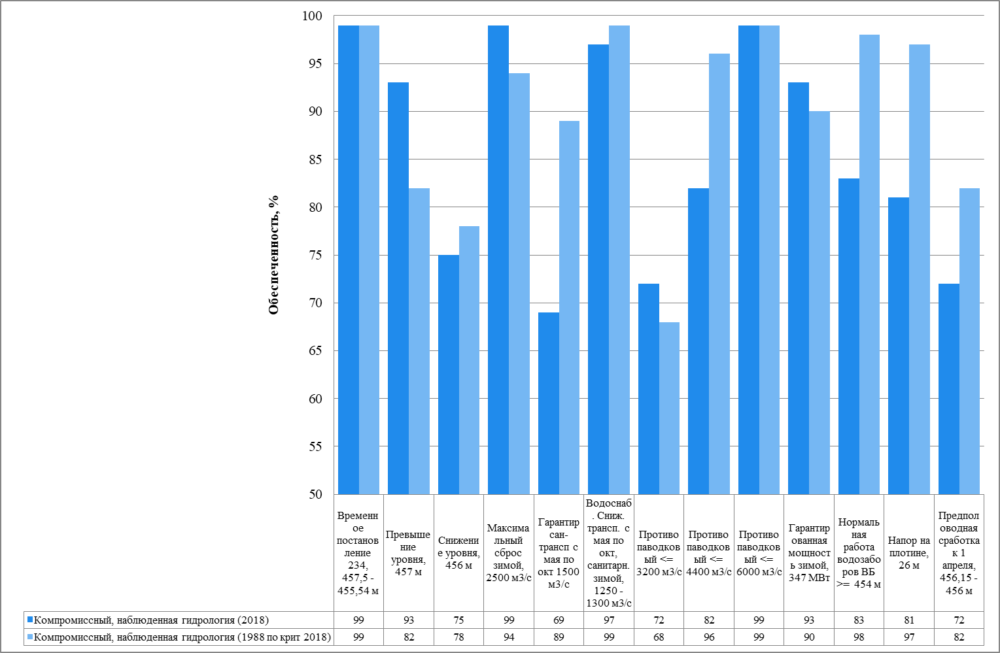 Обеспеченность, %
100
95
90
85
80
75
70
65
60
55
50
Временн
ое
постанов
ление
234,
457,5 -
455,54 м
Превыше
ние
уровня,
457 м
Снижени
е уровня,
456 м
Максима
льный
сброс
зимой,
2500 м3/с
Гарантир
сан-
трансп с
мая по
окт 1500
м3/с
Водоснаб
. Сниж.
трансп. с
мая по
окт,
санитарн.
зимой,
1250 -
1300 м3/с
Противо
паводков
ый <=
3200 м3/с
Противо
паводков
ый <=
4400 м3/с
Противо
паводков
ый <=
6000 м3/с
Гарантир
ованная
мощност
ь зимой,
347 МВт
Нормаль
ная
работа
водозабо
ров ВБ
>= 454 м
Напор на
плотине,
26 м
Предпол
оводная
сработка
к 1
апреля,
456,15 -
456 м
Компромиссный, наблюденная гидрология (2018) 99 93 75 99 69 97 72 82 99 93 83 81 72
Компромиссный, наблюденная гидрология (1988 по крит 2018) 99 82 78 94 89 99 68 96 99 90 98 97 82